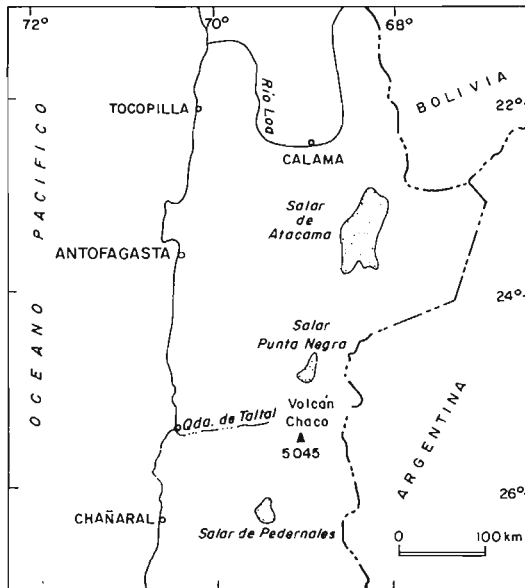 72°
70°
68°
OCEANO PACIFICO
TOCOPILLA
Río Loa
BOLIVIA
22°
CALAMA
Salar
de
Atacama
ANTOFAGASTA
24°
Salar
Punta Negra
Qda. de Taltal
Volcán
Chaco
5045
ARGENTINA
26°
CHAÑARAL
Salar de Pedernales
0 100 km